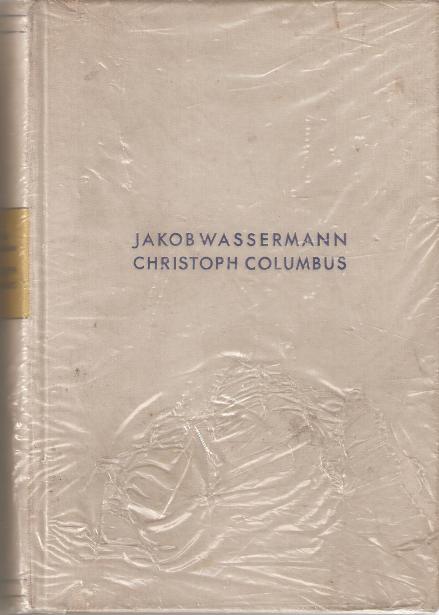 JAKOB WASSERMANN
CHRISTOPH COLUMBUS